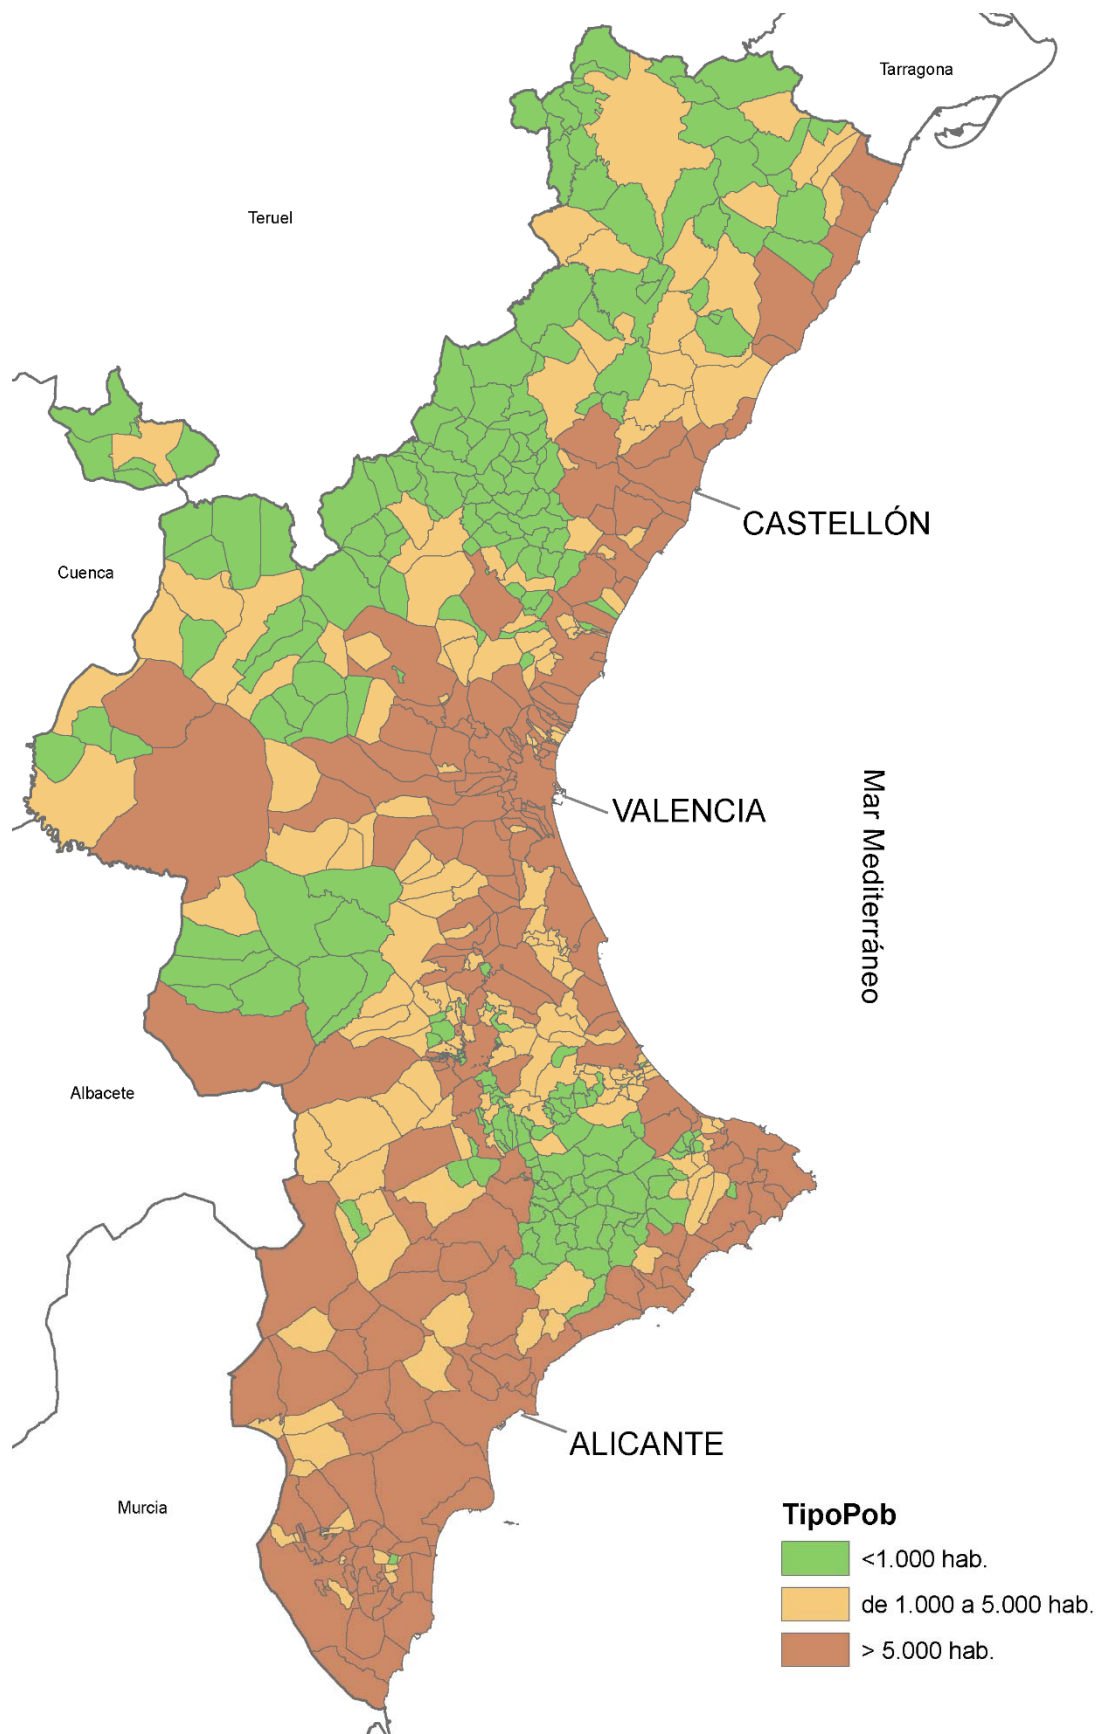 Tarragona
Teruel
CASTELLÓN
Cuenca
VALENCIA
Mar Mediterráneo
Albacete
ALICANTE
Murcia
TipoPob
<1.000 hab.
de 1.000 a 5.000 hab.
> 5.000 hab.